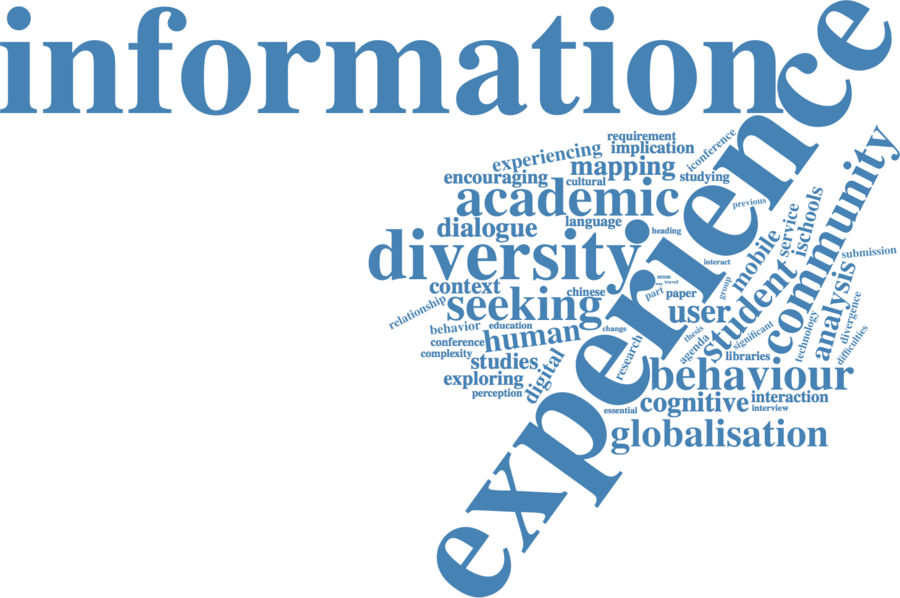 information
experience
requirement
iconference
implication
experiencing
mapping
encouraging
cultural
studying
academic
community
previous
language
dialogue
heading
service
ischools
mobile
diversity
submission
interact
context
sense
travel
way
chinese
part
paper
group
student
analysis
seeking
relationship
user
divergence
behavior
education
human
change
thesis
significant
technology
difficulties
conference
agenda
complexity
research
libraries
studies
digital
exploring
behaviour
perception
essential
cognitive
interaction
interview
globalisation